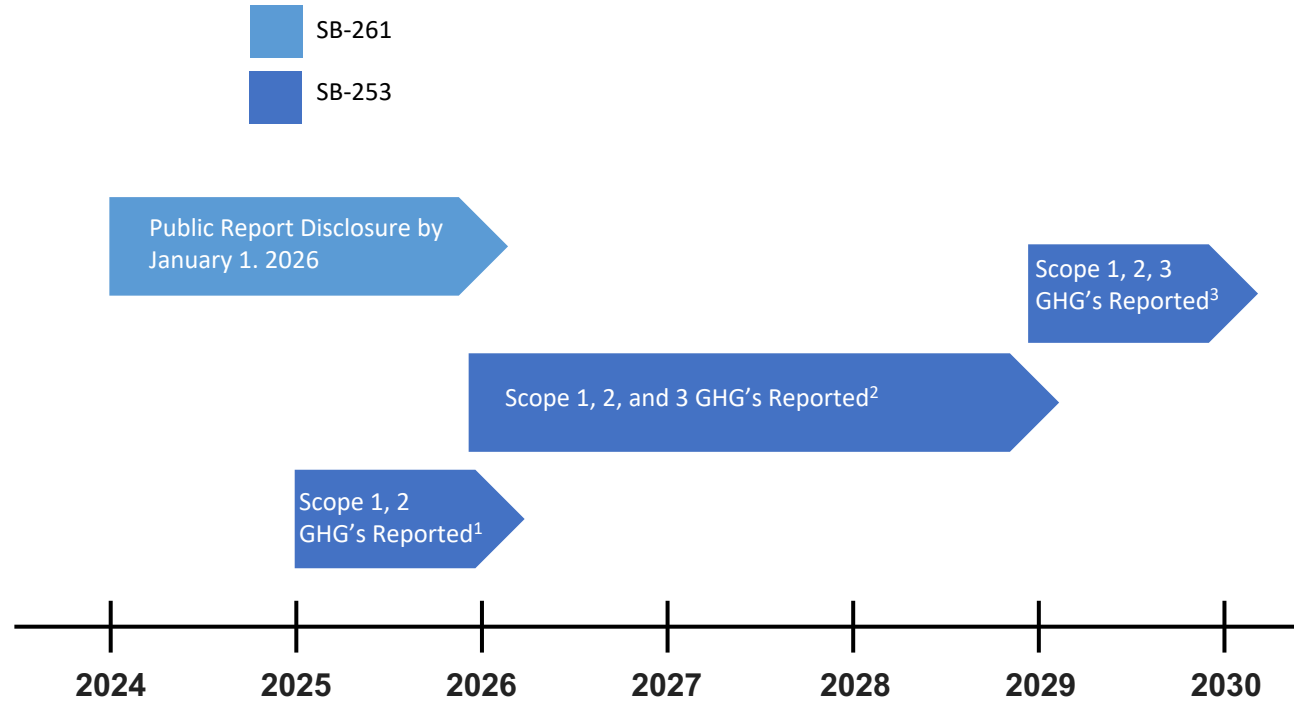 SB-261
SB-253
Public Report Disclosure by
January 1. 2026
Scope 1, 2, 3
GHG's Reported³
Scope 1, 2, and 3 GHG's Reported²
Scope 1, 2
GHG's Reported¹
2024 2025 2026 2027 2028 2029 2030